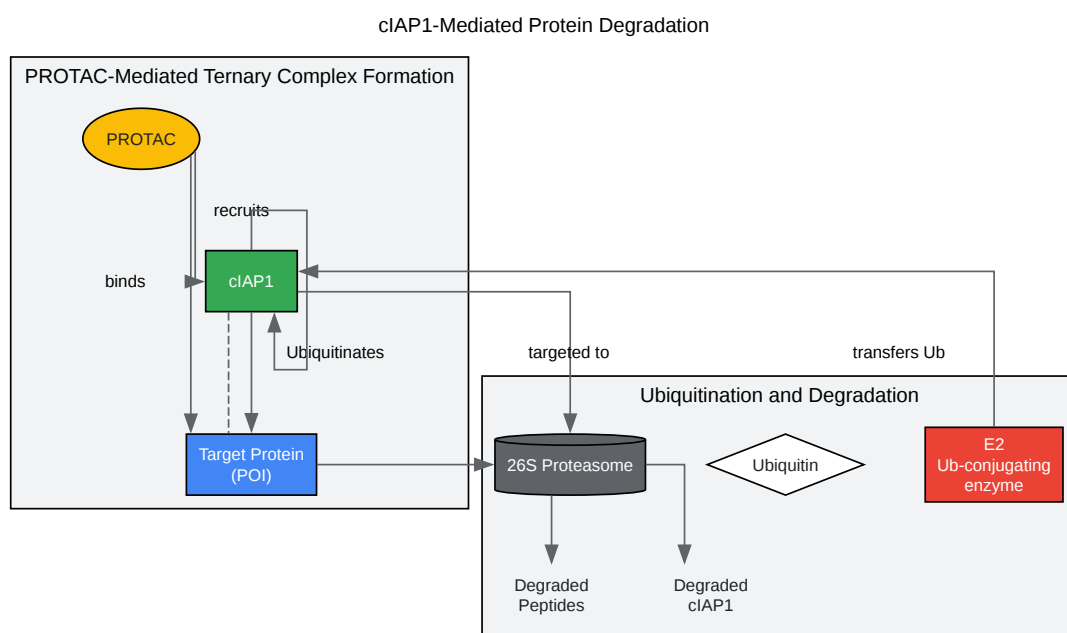 cIAP1-Mediated Protein Degradation
PROTAC-Mediated Ternary Complex Formation
PROTAC
recruits
binds
cIAP1
Ubiquitinates
targeted to
transfers Ub
Ubiquitination and Degradation
Target Protein
(POI)
26S Proteasome
Ubiquitin
E2
Ub-conjugating
enzyme
Degraded
Peptides
Degraded
cIAP1